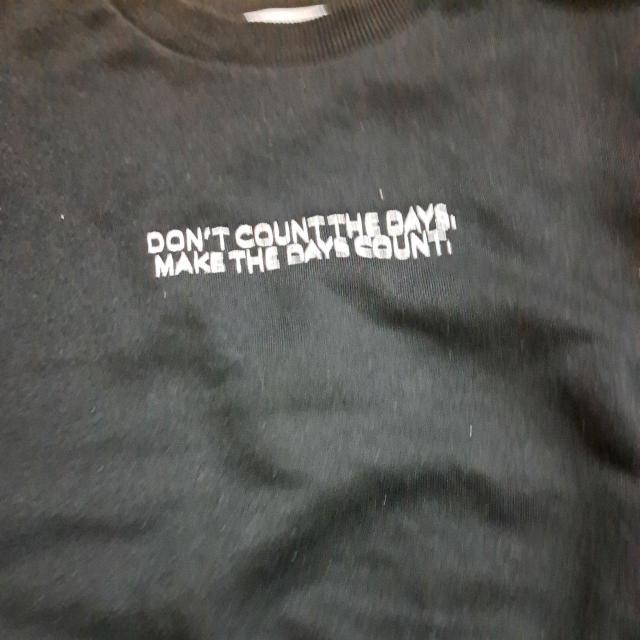 DON'T COUNT THE DAYS,
MAKE THE DAYS COUNT!